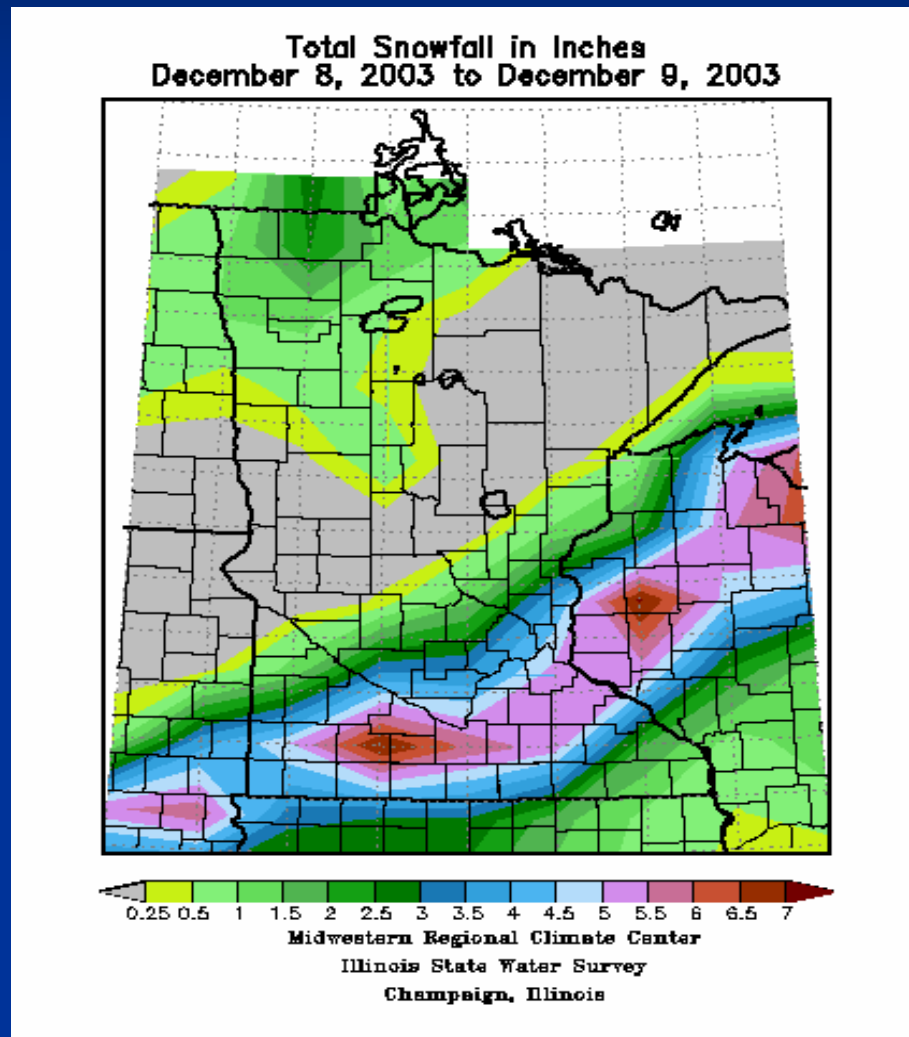 Total Snowfall in Inches
December 8, 2003 to December 9, 2003
0.25 0.5 1 1.5 2 2.5 3 3.5 4 4.5 5 5.5 6 6.5 7
Midwestern Regional Climate Center
Illinois State Water Survey
Champaign, Illinois